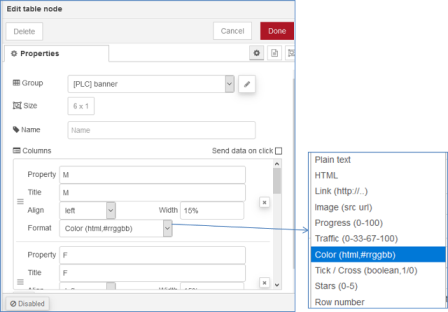 Edit table node
Delete
Cancel
Done
Properties
Group
[PLC] banner
Size
6 x 1
Name
Name
Columns
Send data on click
Property
M
Title
M
Align
left
Width
15%
Format
Color (html,#rrggbb)
Property
F
Title
F
Align
left
Width
15%
Disabled
Plain text
HTML
Link (http://..)
Image (src url)
Progress (0-100)
Traffic (0-33-67-100)
Color (html,#rrggbb)
Tick / Cross (boolean,1/0)
Stars (0-5)
Row number